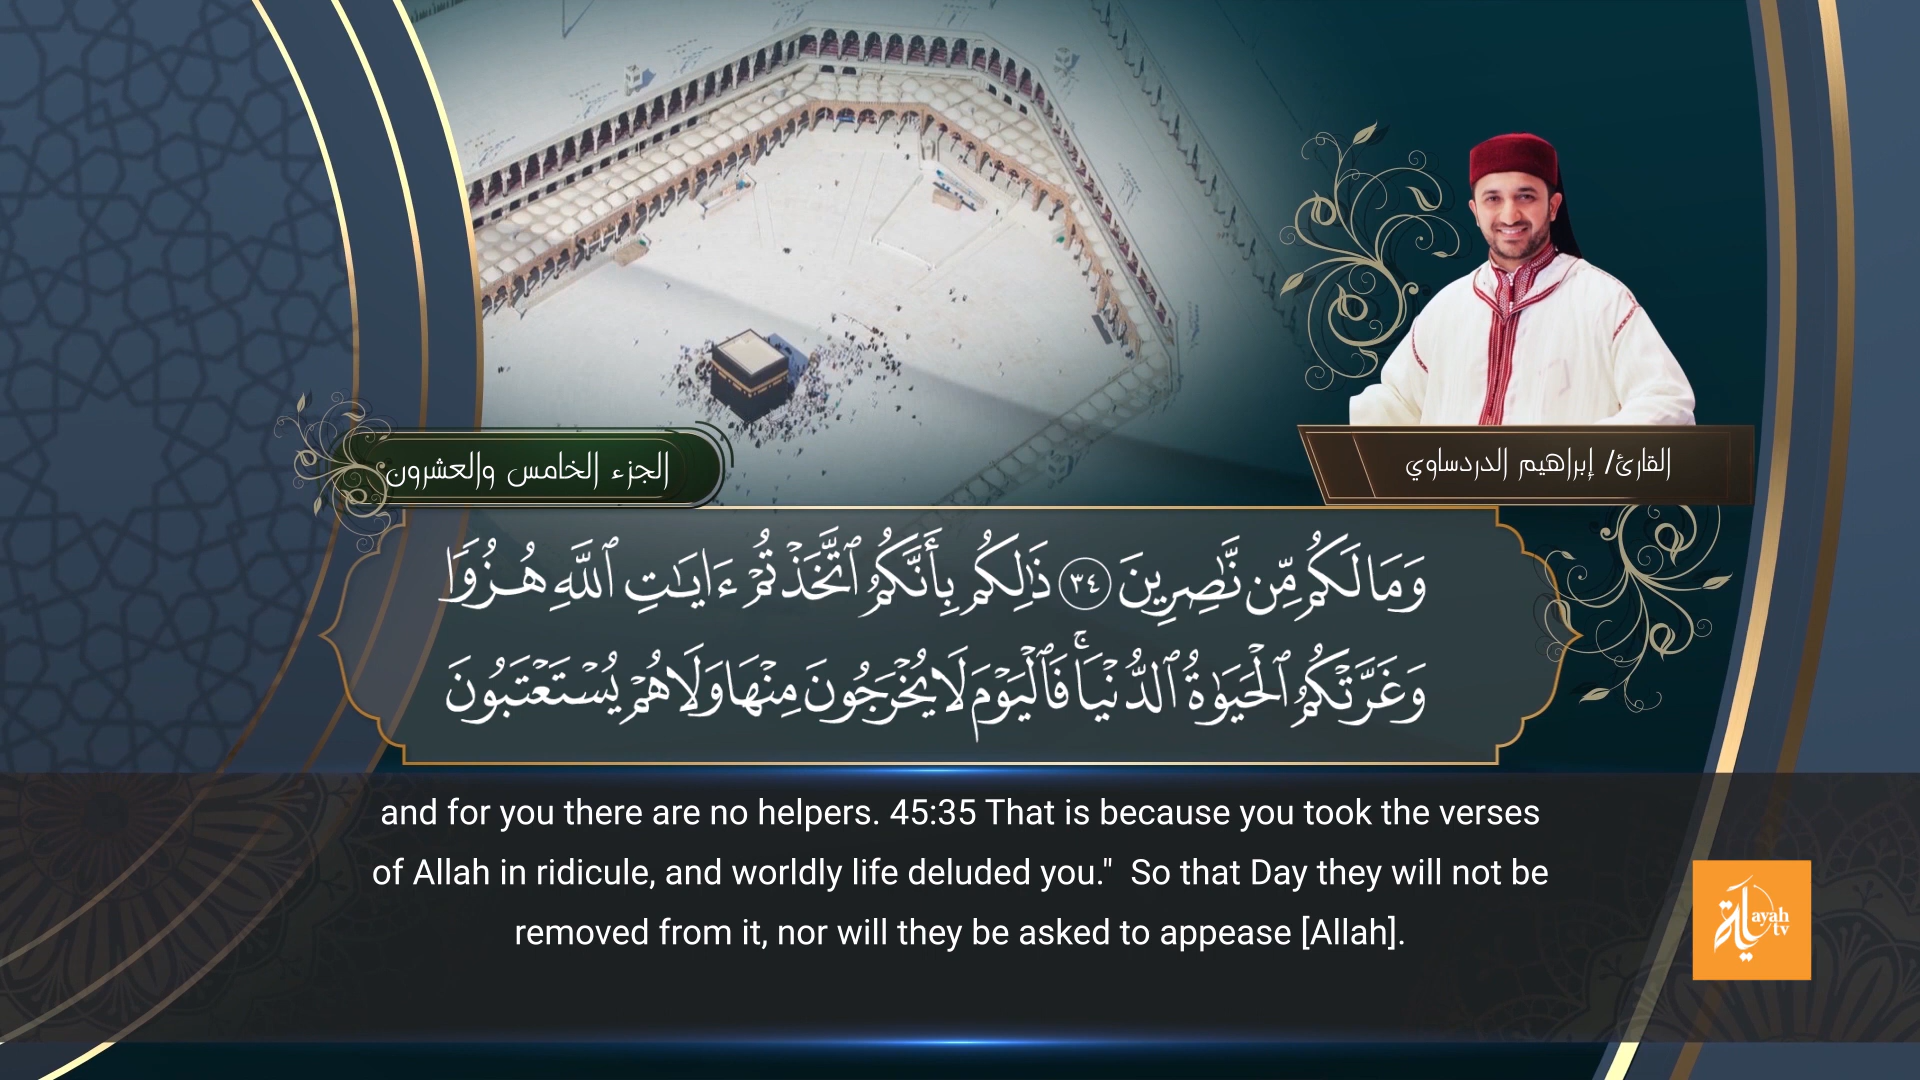 الجزء الخامس والعشرون
القارئ/ إبراهيم الدردساوي
وَمَا لَكُم مِّن نَّٰصِرِينَ ٣٤ ذَٰلِكُم بِأَنَّكُمُ ٱتَّخَذْتُمْ ءَايَـٰتِ ٱللَّهِ هُـزُوًا
وَغَرَّتْكُمُ ٱلْحَيَوٰةُ ٱلدُّنْيَا ۚ فَٱلْيَوْمَ لَا يُخْرَجُونَ مِنْهَا وَلَا هُمْ يُسْتَعْتَبُونَ
and for you there are no helpers. 45:35 That is because you took the verses
of Allah in ridicule, and worldly life deluded you."  So that Day they will not be
removed from it, nor will they be asked to appease [Allah].
آية
ayah
tv